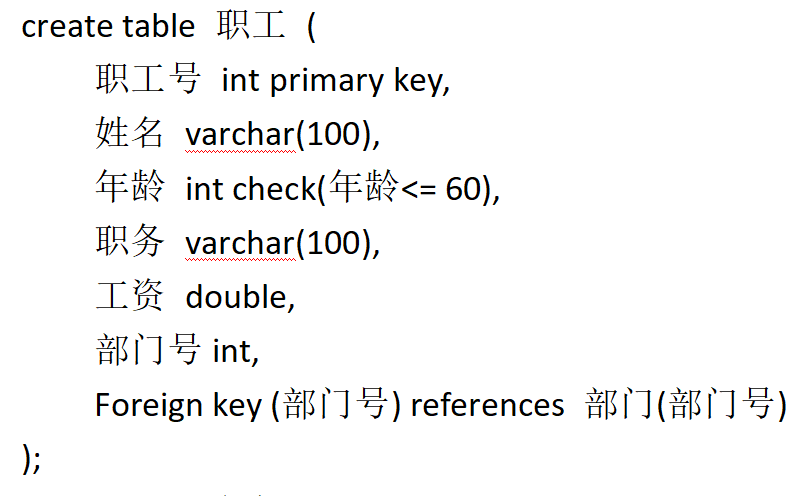 create table 职工 (
职工号 int primary key,
姓名 varchar(100),
年龄 int check(年龄<= 60),
职务 varchar(100),
工资 double,
部门号 int,
Foreign key (部门号) references 部门(部门号)
);